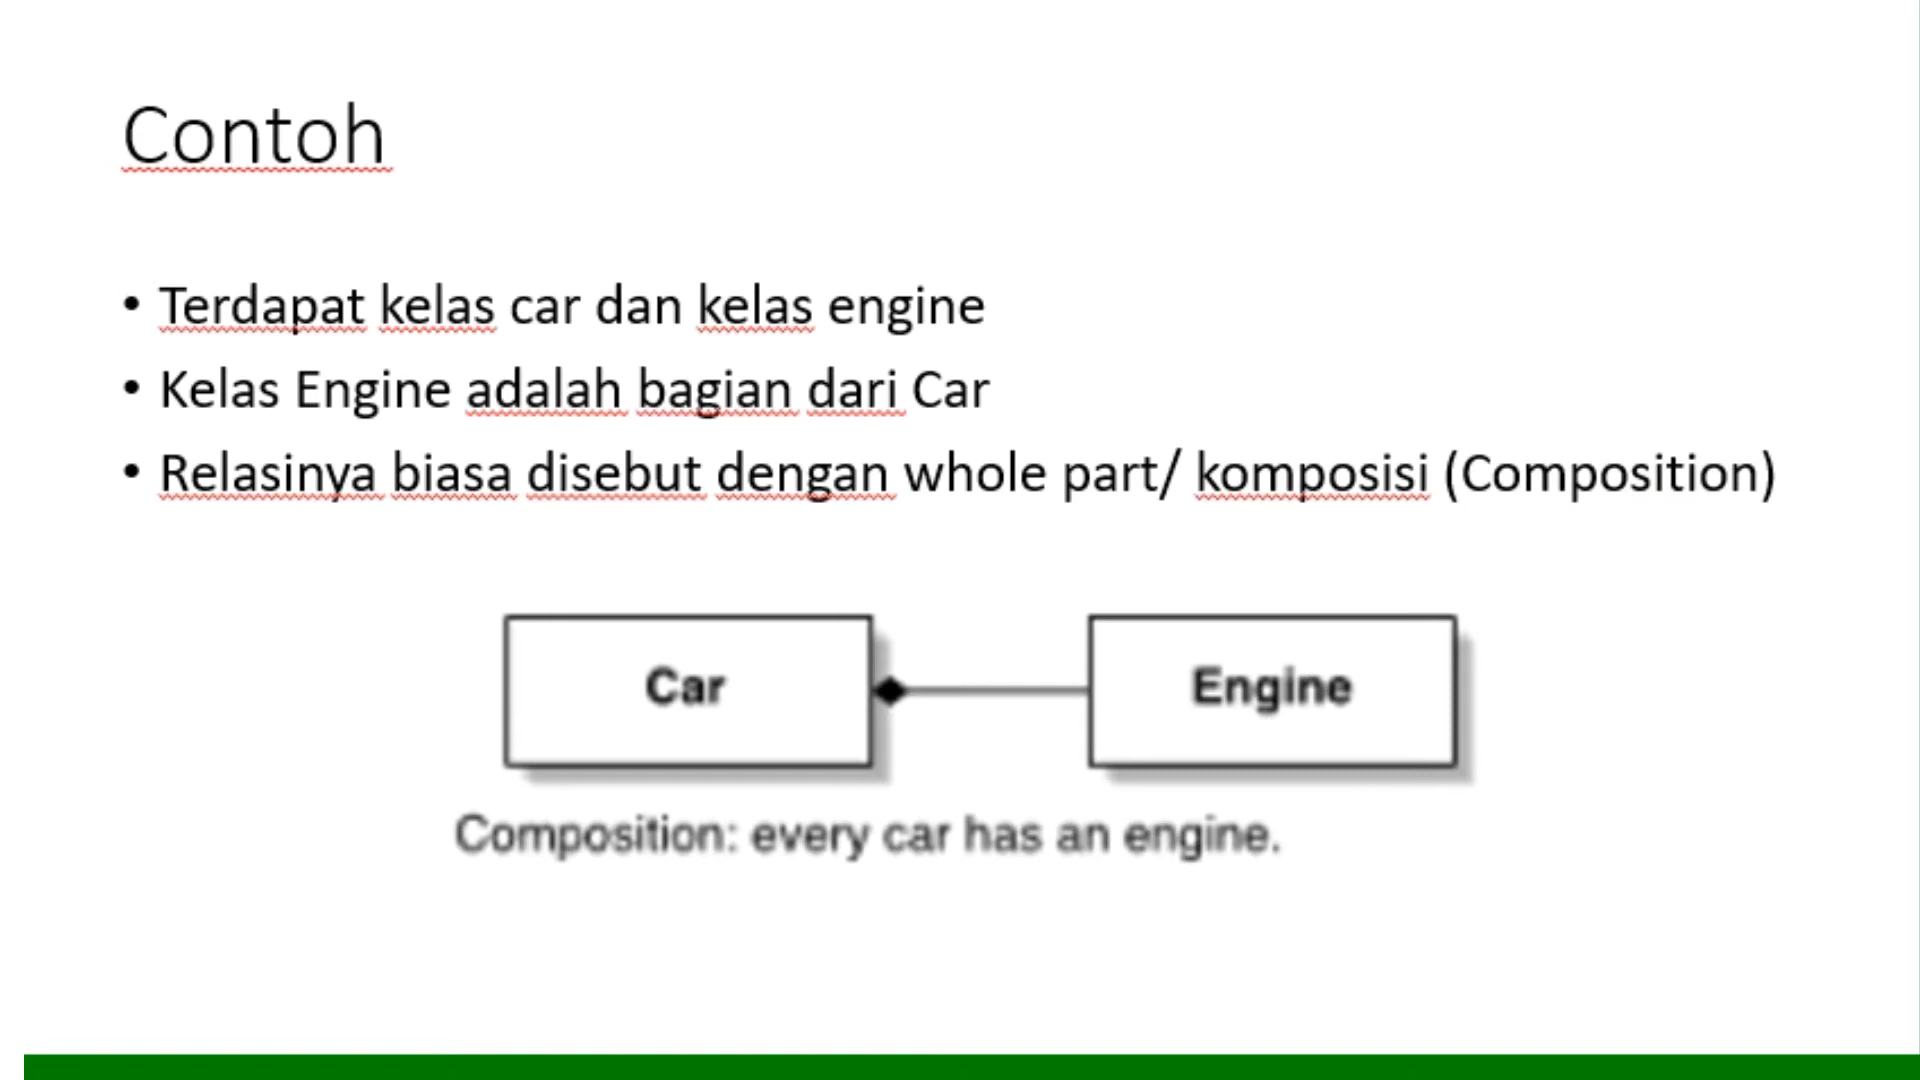 Contoh
• Terdapat kelas car dan kelas engine
• Kelas Engine adalah bagian dari Car
• Relasinya biasa disebut dengan whole part/ komposisi (Composition)
Car
Engine
Composition: every car has an engine.